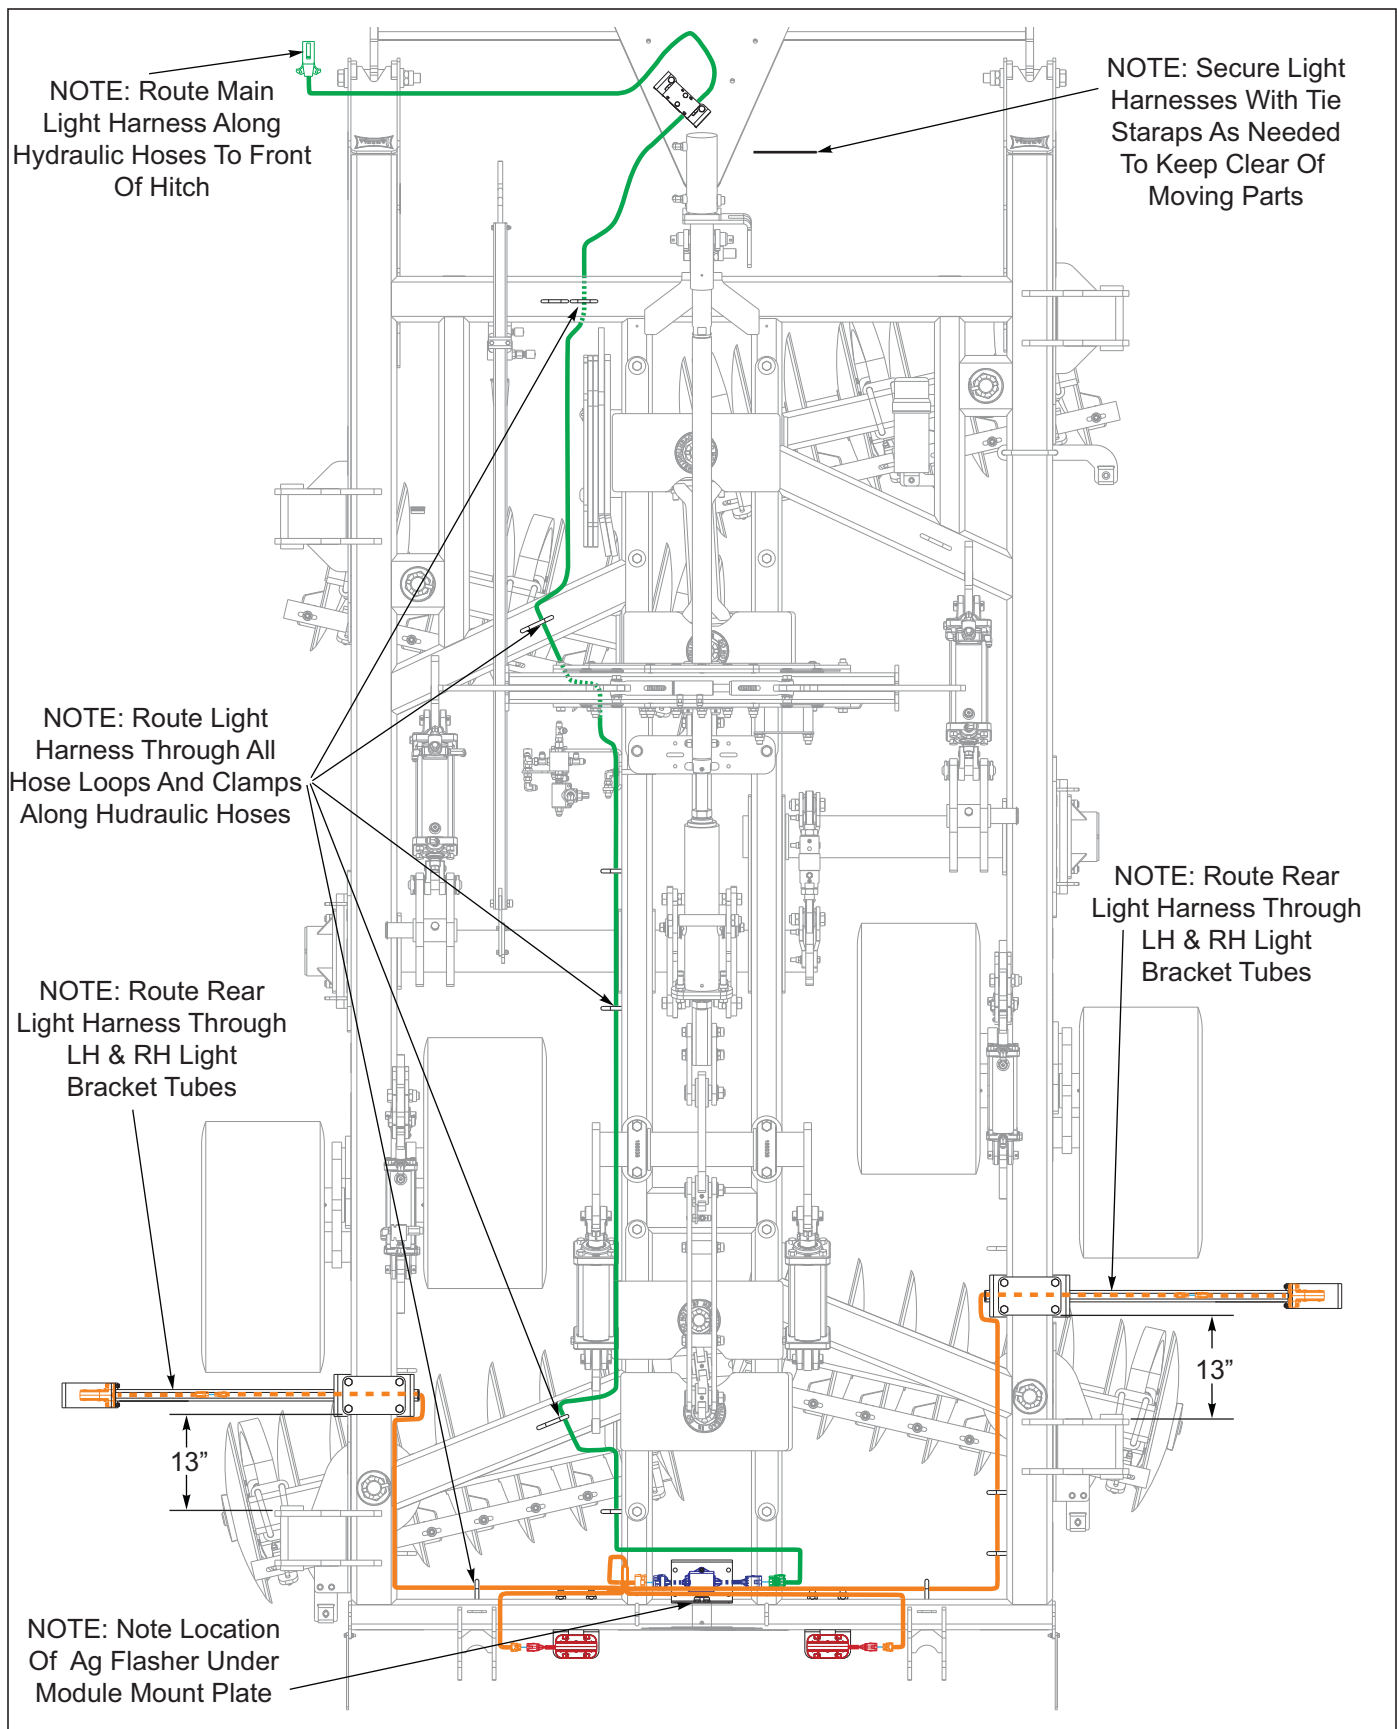 NOTE: Route Main
Light Harness Along
Hydraulic Hoses To Front
Of Hitch
NOTE: Secure Light
Harnesses With Tie
Staraps As Needed
To Keep Clear Of
Moving Parts
NOTE: Route Light
Harness Through All
Hose Loops And Clamps
Along Hudraulic Hoses
NOTE: Route Rear
Light Harness Through
LH & RH Light
Bracket Tubes
NOTE: Route Rear
Light Harness Through
LH & RH Light
Bracket Tubes
13”
13”
NOTE: Note Location
Of Ag Flasher Under
Module Mount Plate